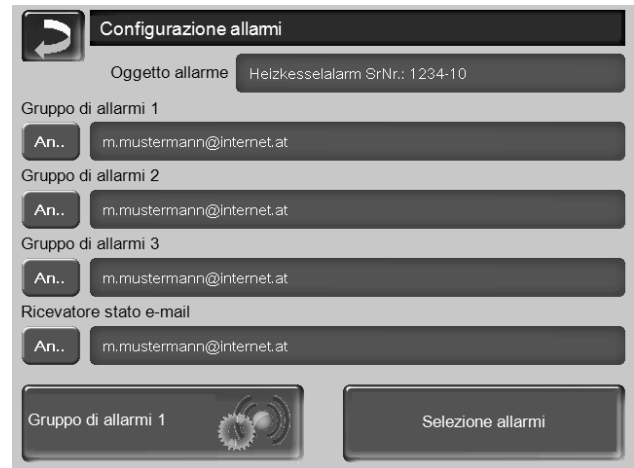 Configurazione allarmi
Oggetto allarme Heizkesselalarm SrNr.: 1234-10
Gruppo di allarmi 1
An.. m.mustermann@internet.at
Gruppo di allarmi 2
An.. m.mustermann@internet.at
Gruppo di allarmi 3
An.. m.mustermann@internet.at
Ricevatore stato e-mail
An.. m.mustermann@internet.at
Gruppo di allarmi 1 Selezione allarmi